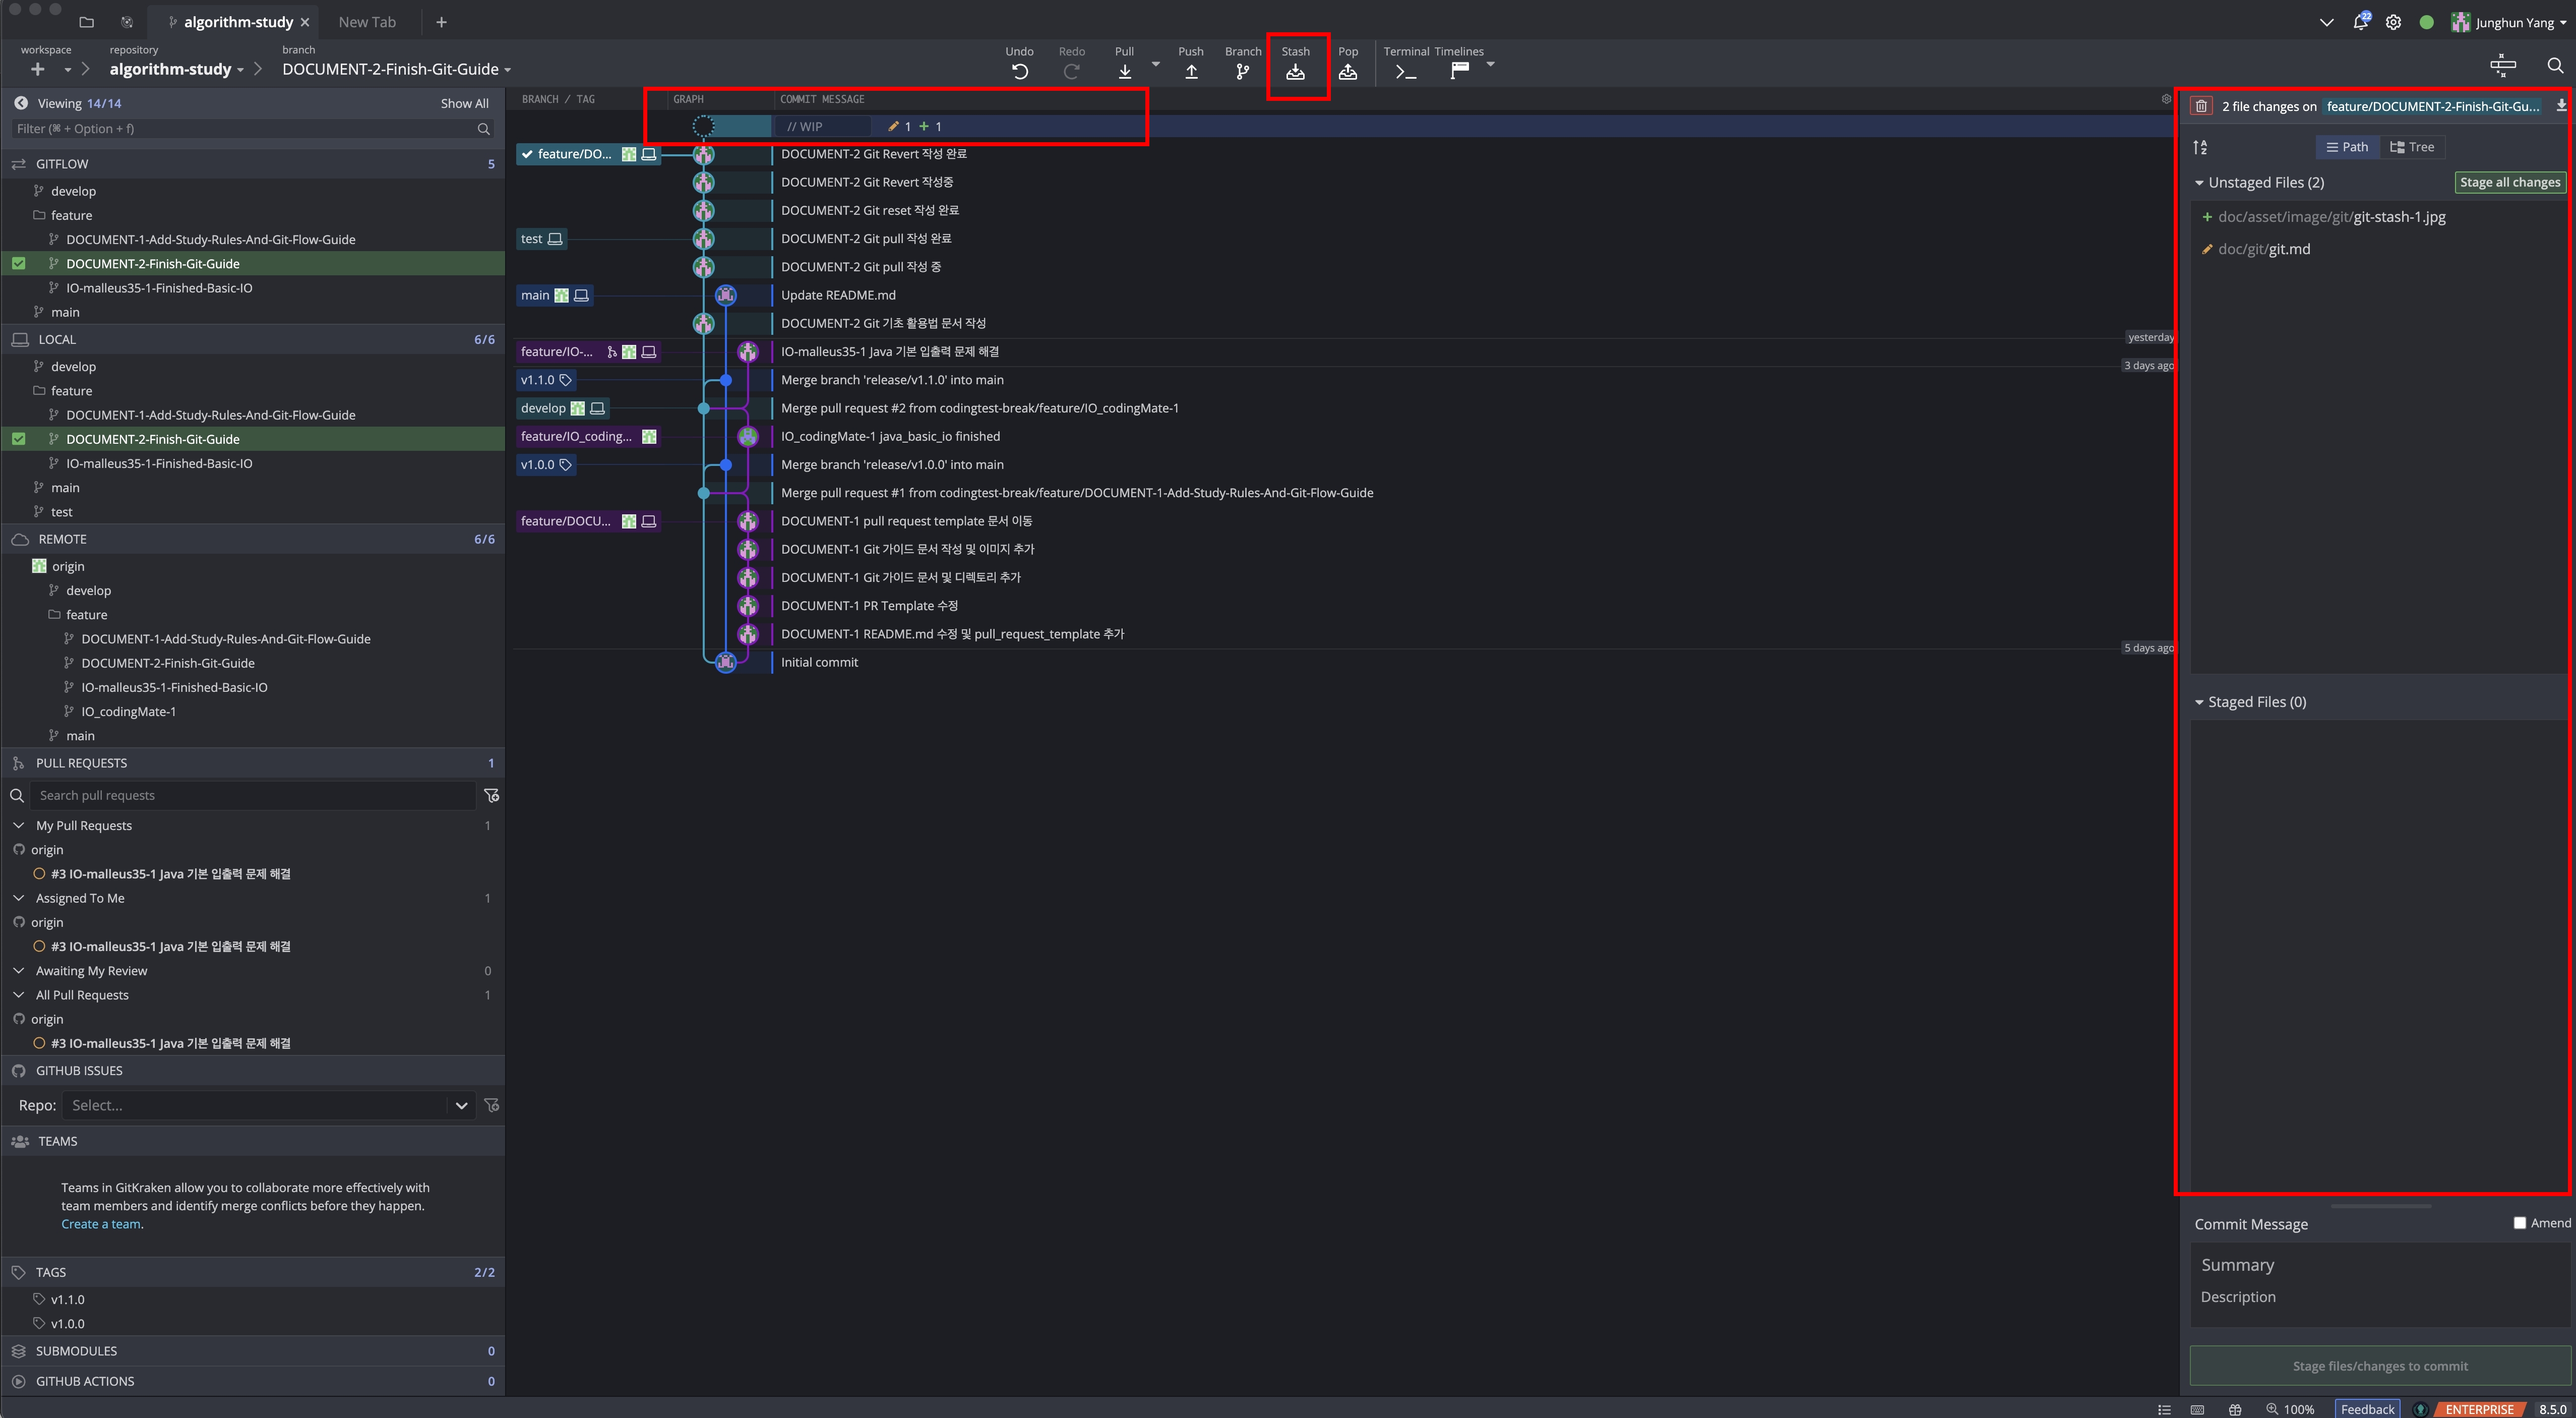 algorithm-study
New Tab
22
Junghun Yang
workspace
repository
branch
algorithm-study
DOCUMENT-2-Finish-Git-Guide
Undo
Redo
Pull
Push
Branch
Stash
Pop
Terminal
Timelines
Viewing 14/14
Show All
Filter (⌘ + Option + f)
GITFLOW 5
develop
feature
DOCUMENT-1-Add-Study-Rules-And-Git-Flow-Guide
DOCUMENT-2-Finish-Git-Guide
IO-malleus35-1-Finished-Basic-IO
main
LOCAL 6/6
develop
feature
DOCUMENT-1-Add-Study-Rules-And-Git-Flow-Guide
DOCUMENT-2-Finish-Git-Guide
IO-malleus35-1-Finished-Basic-IO
main
test
REMOTE 6/6
origin
develop
feature
DOCUMENT-1-Add-Study-Rules-And-Git-Flow-Guide
DOCUMENT-2-Finish-Git-Guide
IO-malleus35-1-Finished-Basic-IO
IO_codingMate-1
main
PULL REQUESTS 1
Search pull requests
My Pull Requests 1
origin
#3 IO-malleus35-1 Java 기본 입출력 문제 해결
Assigned To Me 1
origin
#3 IO-malleus35-1 Java 기본 입출력 문제 해결
Awaiting My Review 0
All Pull Requests 1
origin
#3 IO-malleus35-1 Java 기본 입출력 문제 해결
GITHUB ISSUES
Repo: Select...
TEAMS
Teams in GitKraken allow you to collaborate more effectively with
team members and identify merge conflicts before they happen.
Create a team.
TAGS 2/2
v1.1.0
v1.0.0
SUBMODULES 0
GITHUB ACTIONS 0
BRANCH / TAG GRAPH COMMIT MESSAGE
// WIP 1 + 1
feature/DO... DOCUMENT-2 Git Revert 작성 완료
DOCUMENT-2 Git Revert 작성중
DOCUMENT-2 Git reset 작성 완료
test DOCUMENT-2 Git pull 작성 완료
DOCUMENT-2 Git pull 작성 중
main Update README.md
DOCUMENT-2 Git 기초 활용법 문서 작성
yesterday
feature/IO-... IO-malleus35-1 Java 기본 입출력 문제 해결
3 days ago
v1.1.0 Merge branch 'release/v1.1.0' into main
develop Merge pull request #2 from codingtest-break/feature/IO_codingMate-1
feature/IO_coding... IO_codingMate-1 java_basic_io finished
v1.0.0 Merge branch 'release/v1.0.0' into main
Merge pull request #1 from codingtest-break/feature/DOCUMENT-1-Add-Study-Rules-And-Git-Flow-Guide
feature/DOCU... DOCUMENT-1 pull request template 문서 이동
DOCUMENT-1 Git 가이드 문서 작성 및 이미지 추가
DOCUMENT-1 Git 가이드 문서 및 디렉토리 추가
DOCUMENT-1 PR Template 수정
DOCUMENT-1 README.md 수정 및 pull_request_template 추가
5 days ago
Initial commit
2 file changes on feature/DOCUMENT-2-Finish-Git-Gu...
Path
Tree
Unstaged Files (2)
Stage all changes
+ doc/asset/image/git/git-stash-1.jpg
doc/git/git.md
Staged Files (0)
Commit Message
Amend
Summary
Description
Stage files/changes to commit
100%
Feedback
ENTERPRISE
8.5.0